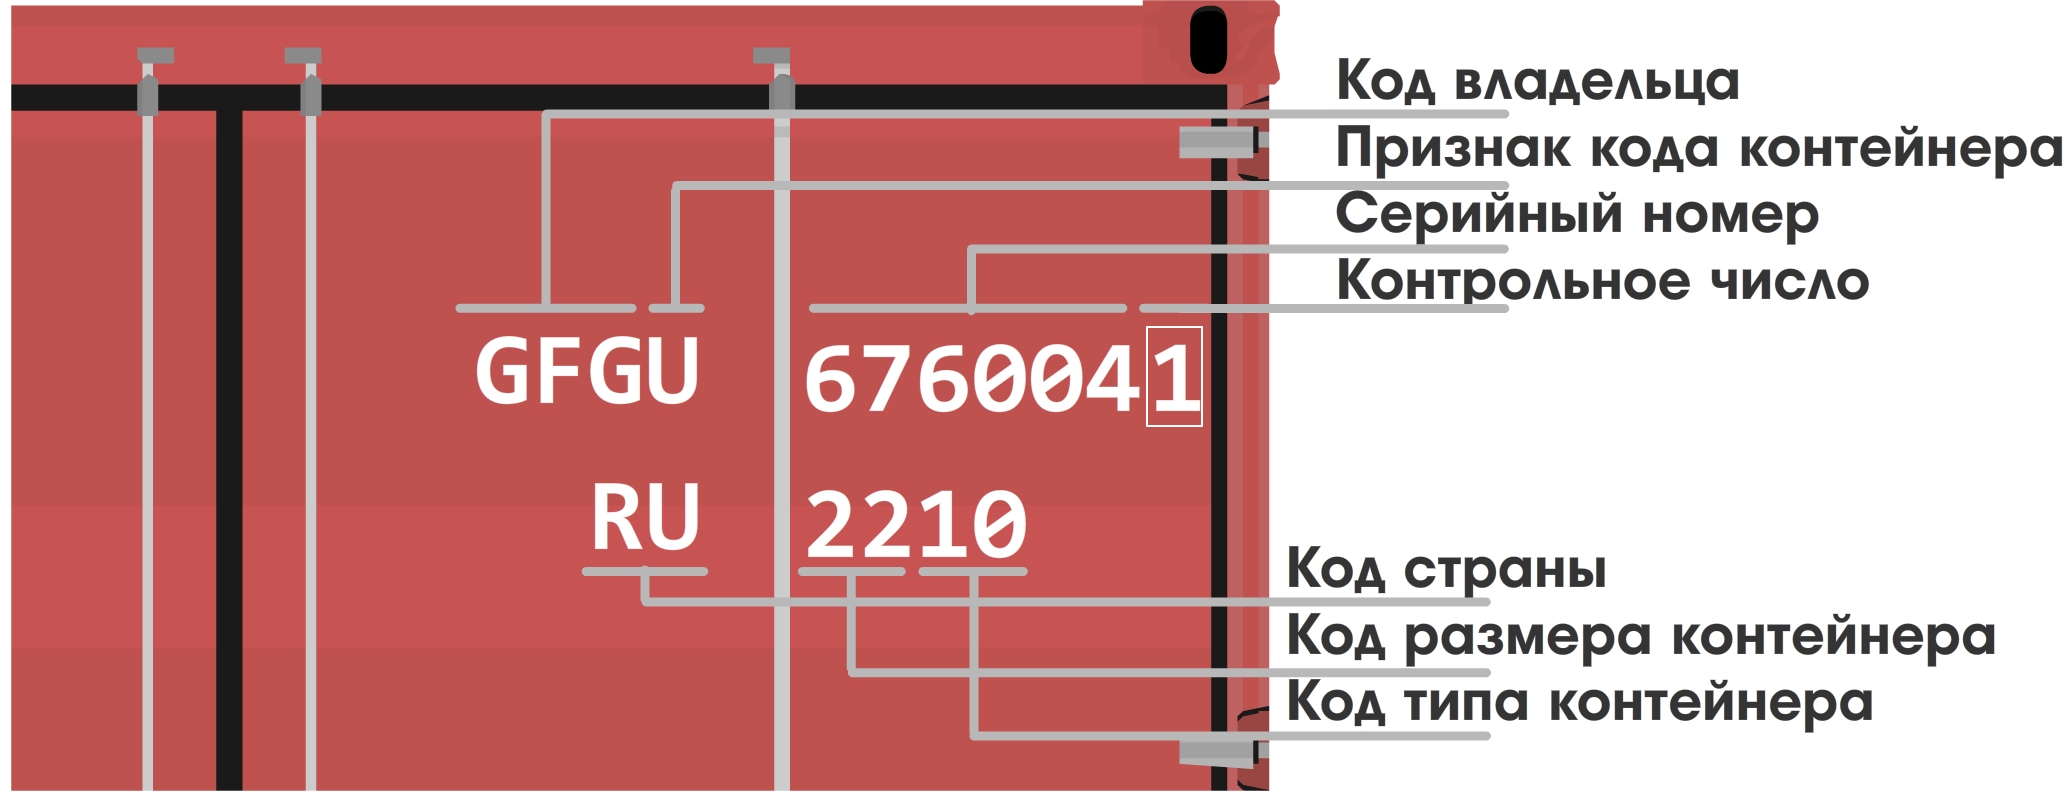 Код владельца
Признак кода контейнера
Серийный номер
Контрольное число
GFGU 6760041
RU 2210
Код страны
Код размера контейнера
Код типа контейнера